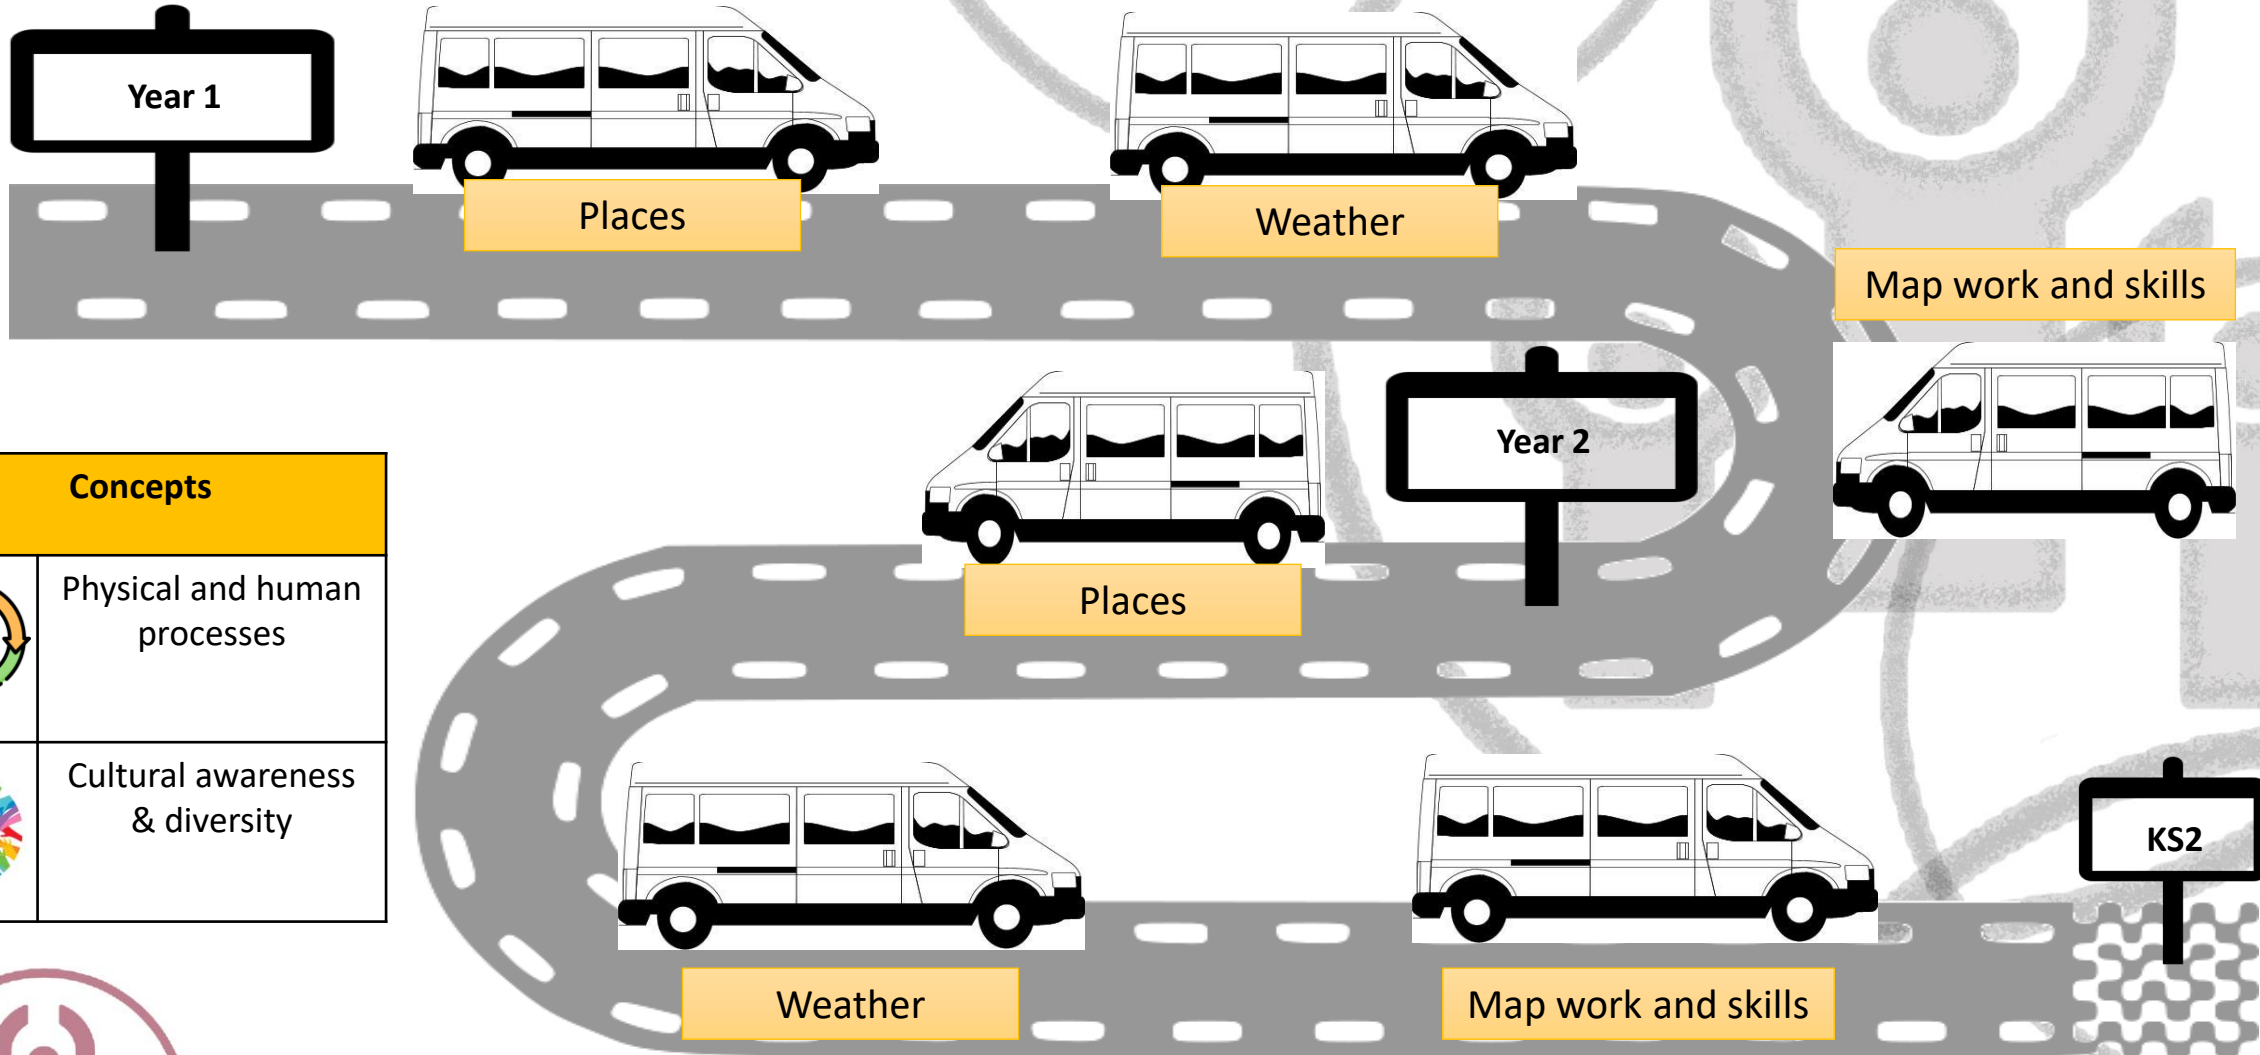 Year 1
Places
Weather
Map work and skills
Year 2
Places
Concepts
Physical and human
processes
Cultural awareness
& diversity
Weather
Map work and skills
KS2